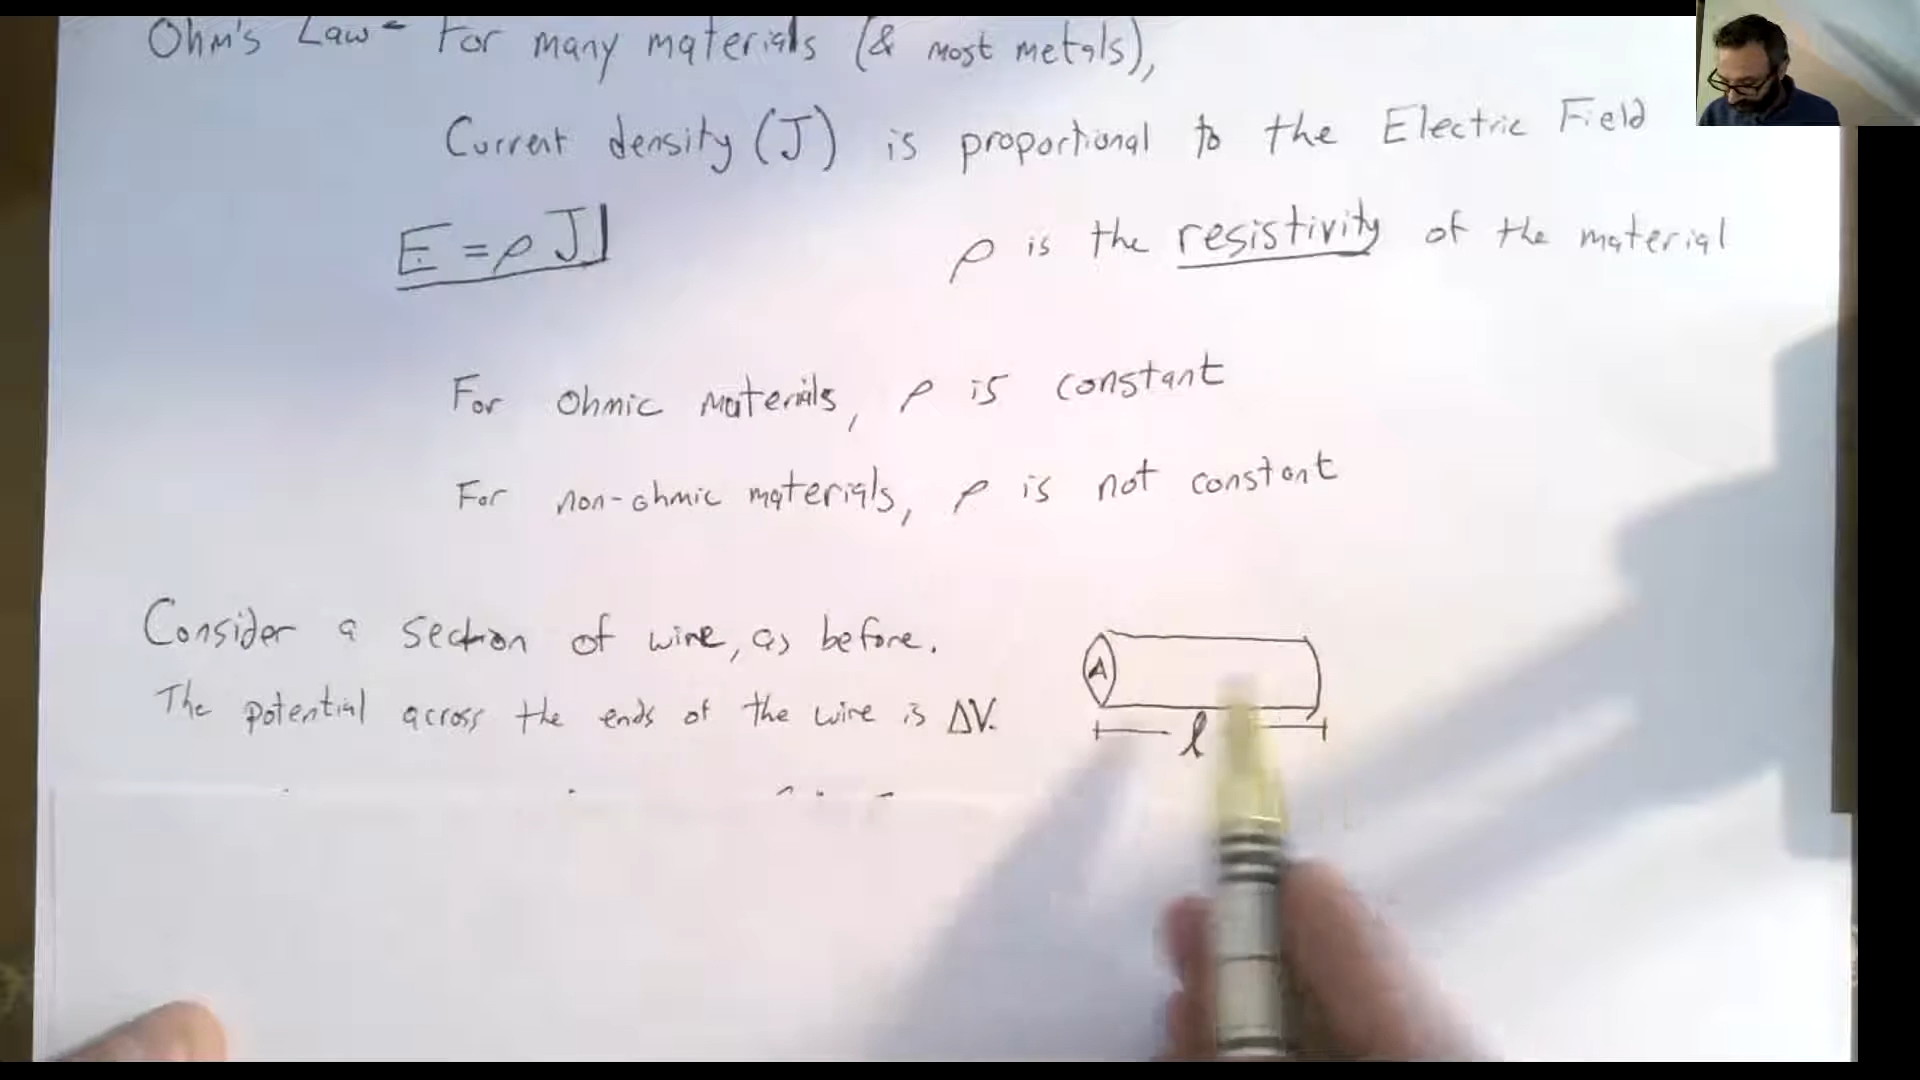 Ohm's Law - For many materials (& most metals),
Current density (J) is proportional to the Electric Field
E = ρ J
ρ is the resistivity of the material
For ohmic materials, ρ is constant
For non-ohmic materials, ρ is not constant
Consider a section of wire, as before.
A
The potential across the ends of the wire is ΔV.
l